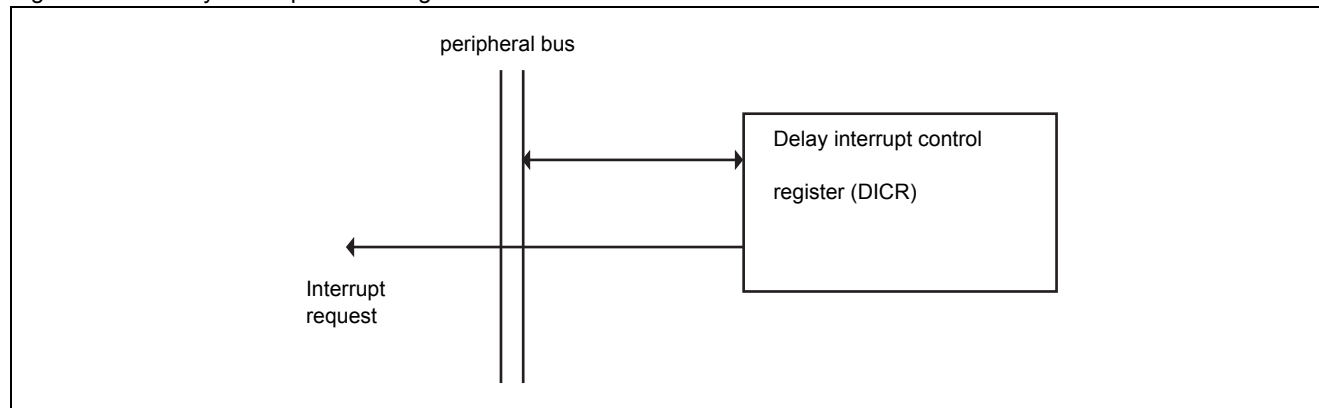 peripheral bus
Delay interrupt control
register (DICR)
Interrupt
request